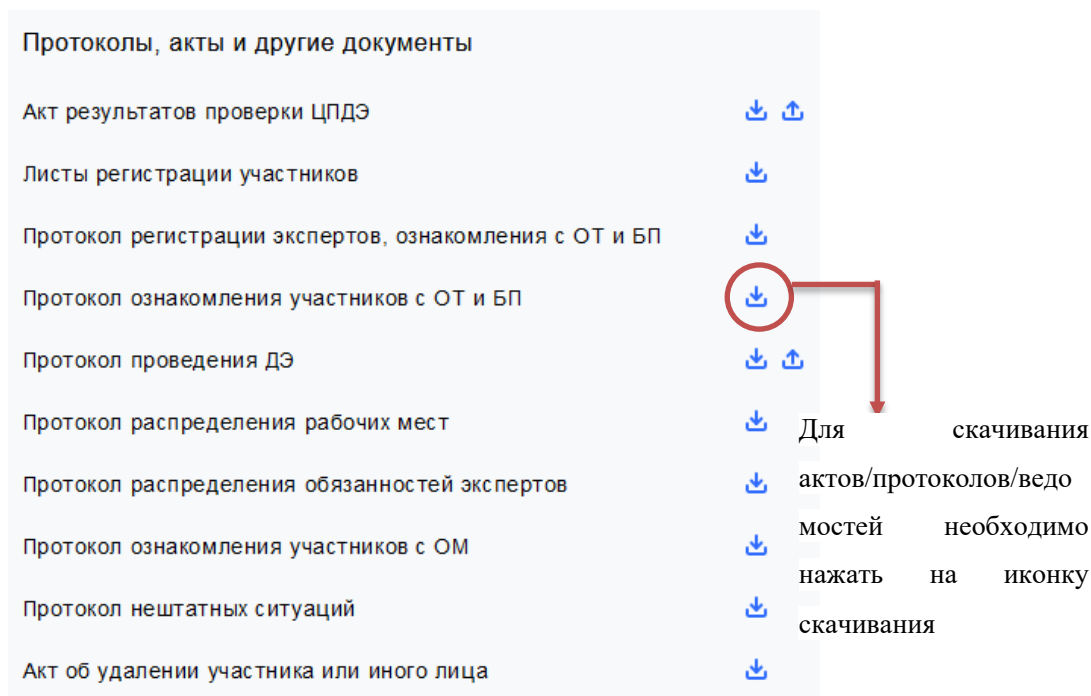 Протоколы, акты и другие документы
Акт результатов проверки ЦПДЭ
Листы регистрации участников
Протокол регистрации экспертов, ознакомления с ОТ и БП
Протокол ознакомления участников с ОТ и БП
Протокол проведения ДЭ
Протокол распределения рабочих мест
Протокол распределения обязанностей экспертов
Протокол ознакомления участников с ОМ
Протокол нештатных ситуаций
Акт об удалении участника или иного лица
Для скачивания
актов/протоколов/ведо
мостей необходимо
нажать на иконку
скачивания